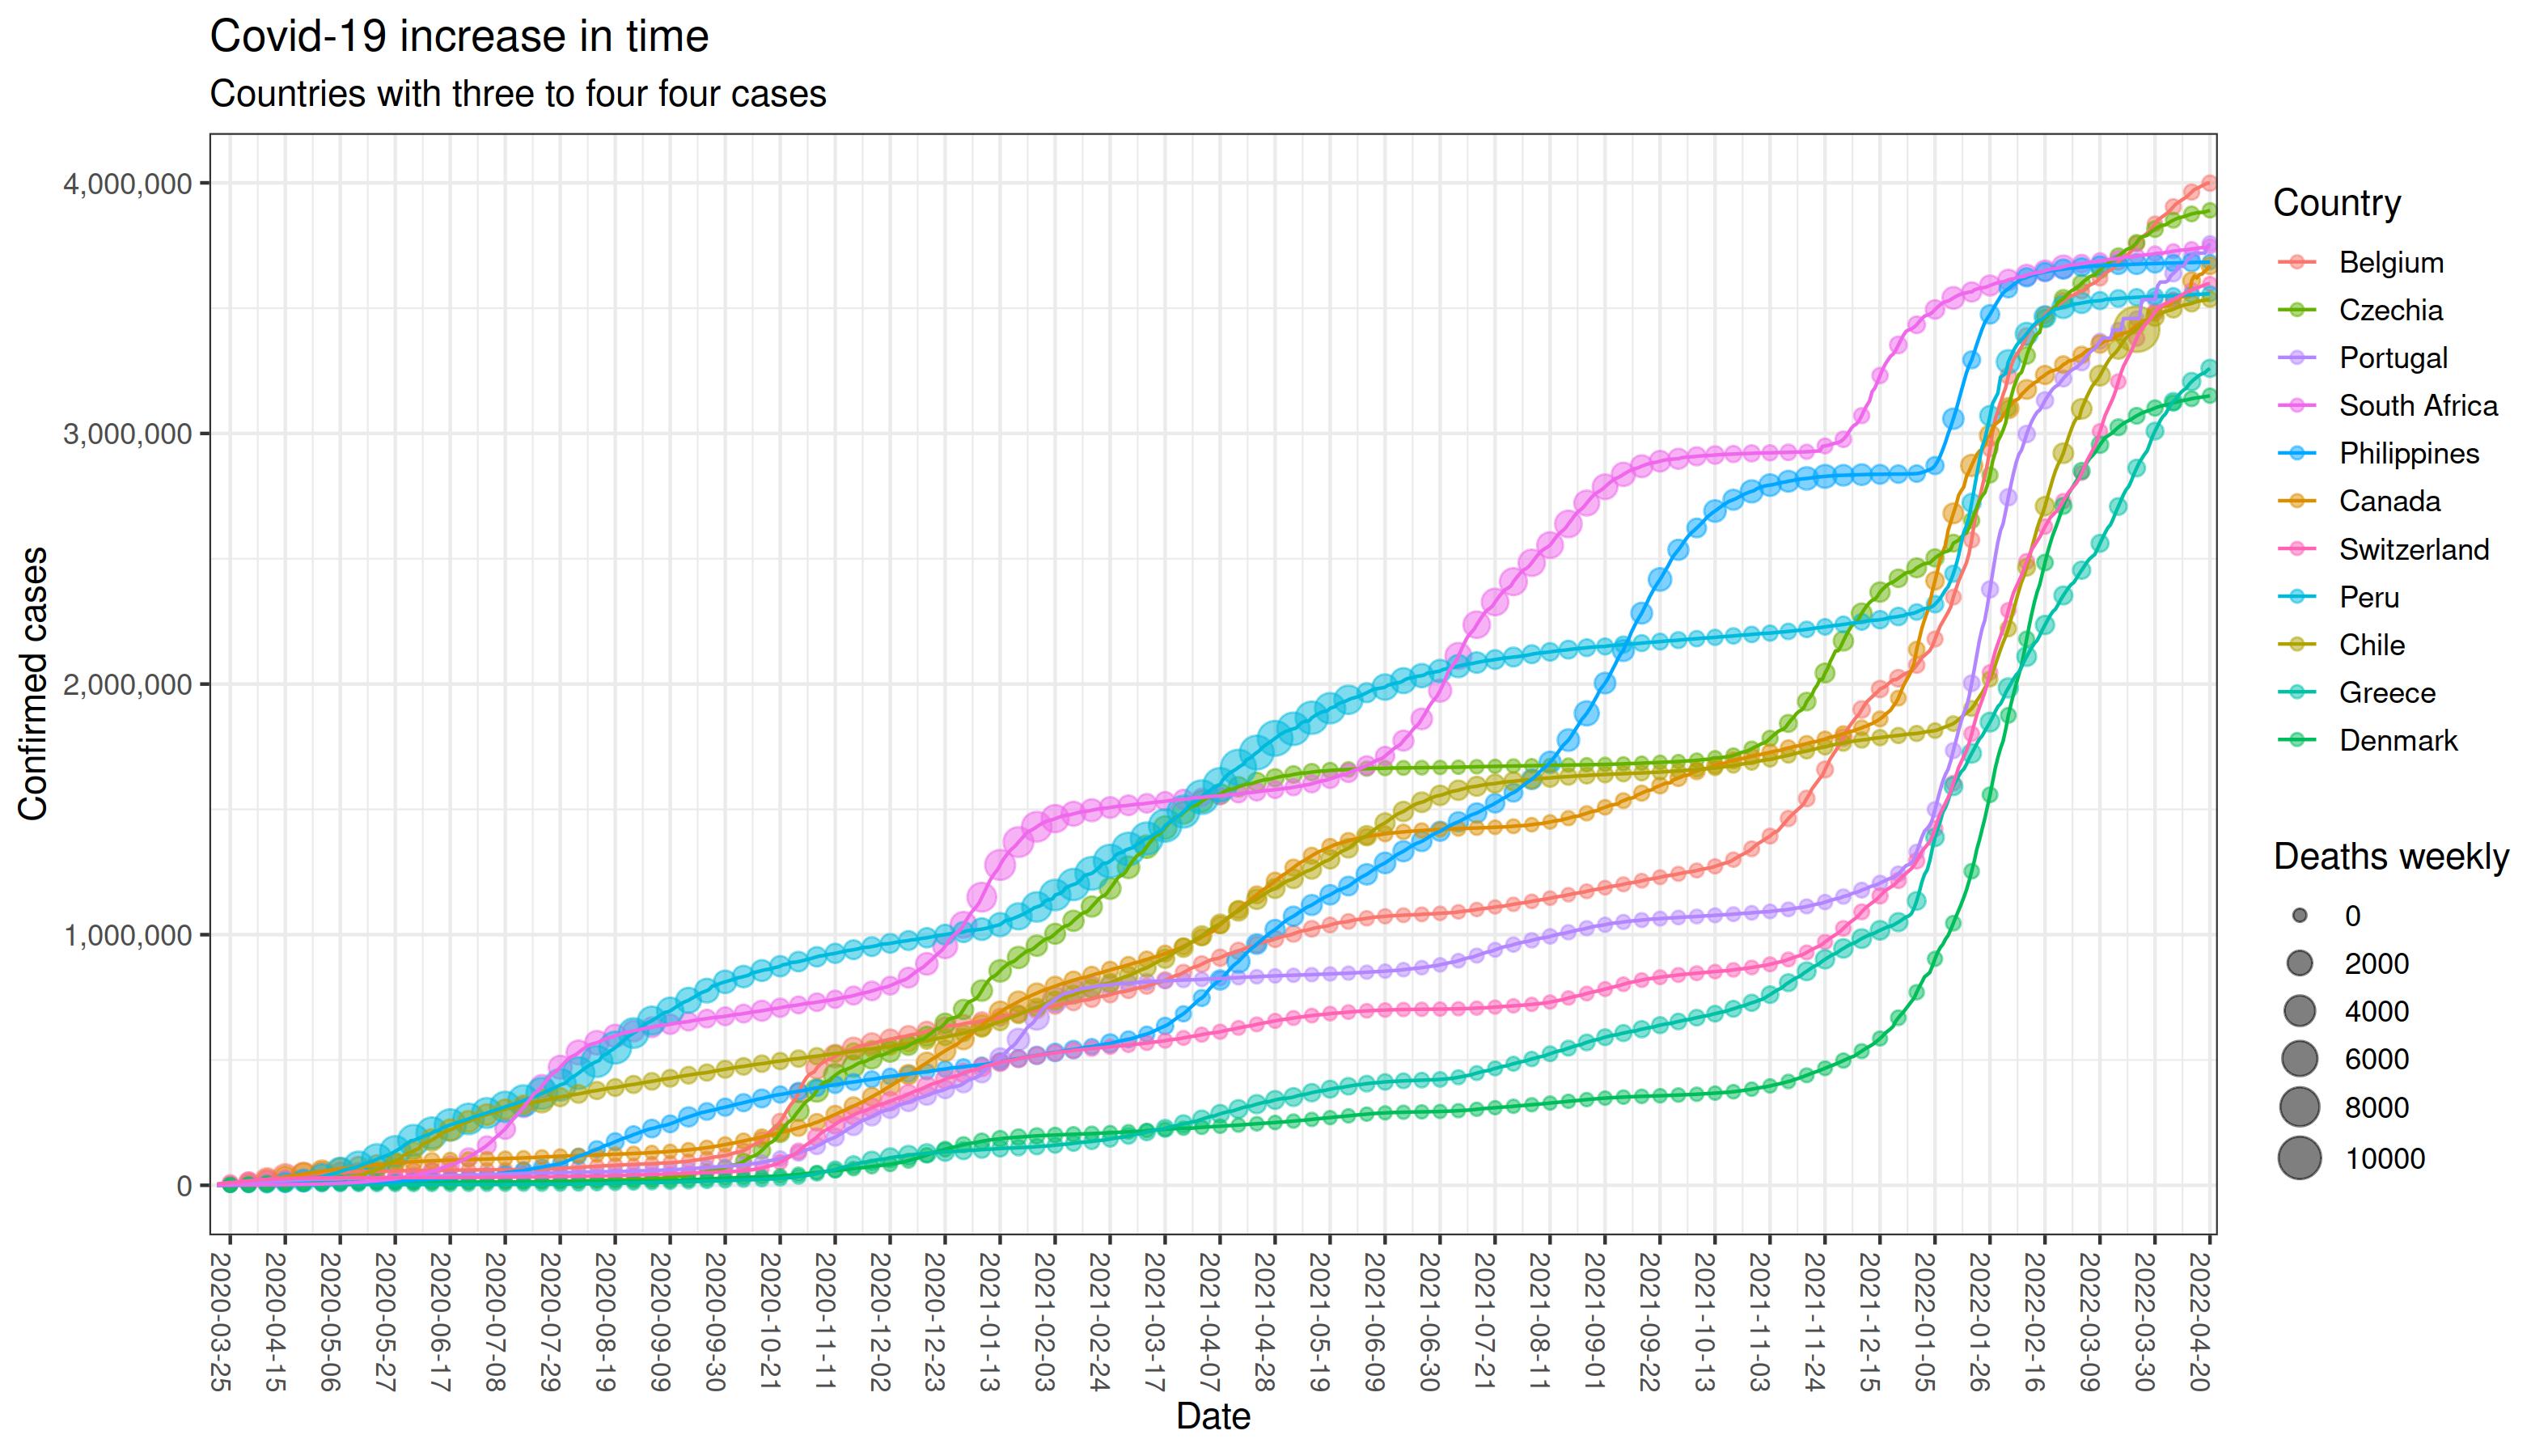 Covid-19 increase in time
Countries with three to four four cases
Confirmed cases
4,000,000
3,000,000
2,000,000
1,000,000
0
2020-03-25
2020-04-15
2020-05-06
2020-05-27
2020-06-17
2020-07-08
2020-07-29
2020-08-19
2020-09-09
2020-09-30
2020-10-21
2020-11-11
2020-12-02
2020-12-23
2021-01-13
2021-02-03
2021-02-24
2021-03-17
2021-04-07
2021-04-28
2021-05-19
2021-06-09
2021-06-30
2021-07-21
2021-08-11
2021-09-01
2021-09-22
2021-10-13
2021-11-03
2021-11-24
2021-12-15
2022-01-05
2022-01-26
2022-02-16
2022-03-09
2022-03-30
2022-04-20
Date
Country
Belgium
Czechia
Portugal
South Africa
Philippines
Canada
Switzerland
Peru
Chile
Greece
Denmark
Deaths weekly
0
2000
4000
6000
8000
10000